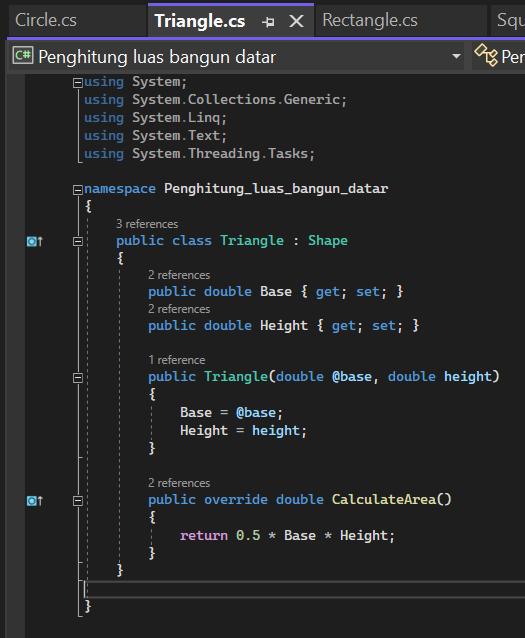 Circle.cs Triangle.cs Rectangle.cs Squ
C# Penghitung luas bangun datar Per
using System;
using System.Collections.Generic;
using System.Linq;
using System.Text;
using System.Threading.Tasks;
namespace Penghitung_luas_bangun_datar
{
3 references
public class Triangle : Shape
{
2 references
public double Base { get; set; }
2 references
public double Height { get; set; }
1 reference
public Triangle(double @base, double height)
{
Base = @base;
Height = height;
}
2 references
public override double CalculateArea()
{
return 0.5 * Base * Height;
}
}
}